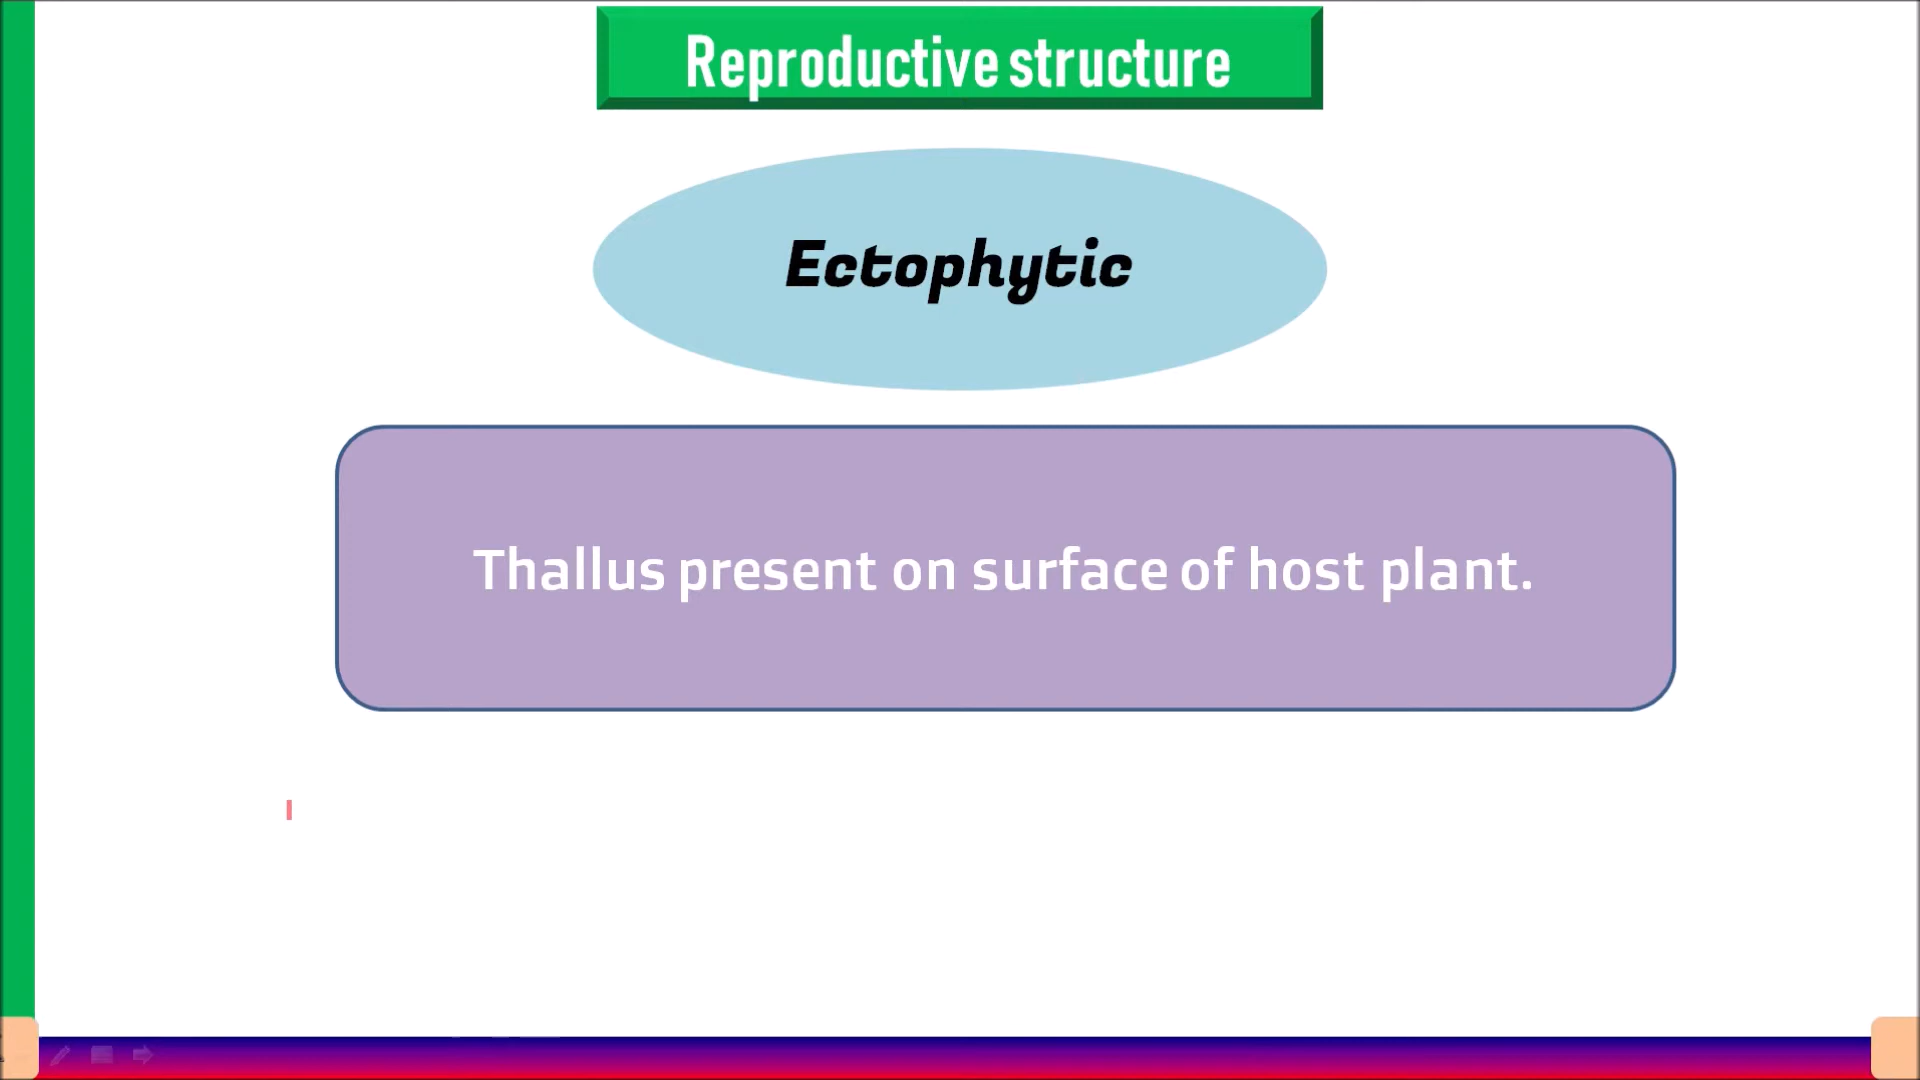 Reproductive structure
Ectophytic
Thallus present on surface of host plant.